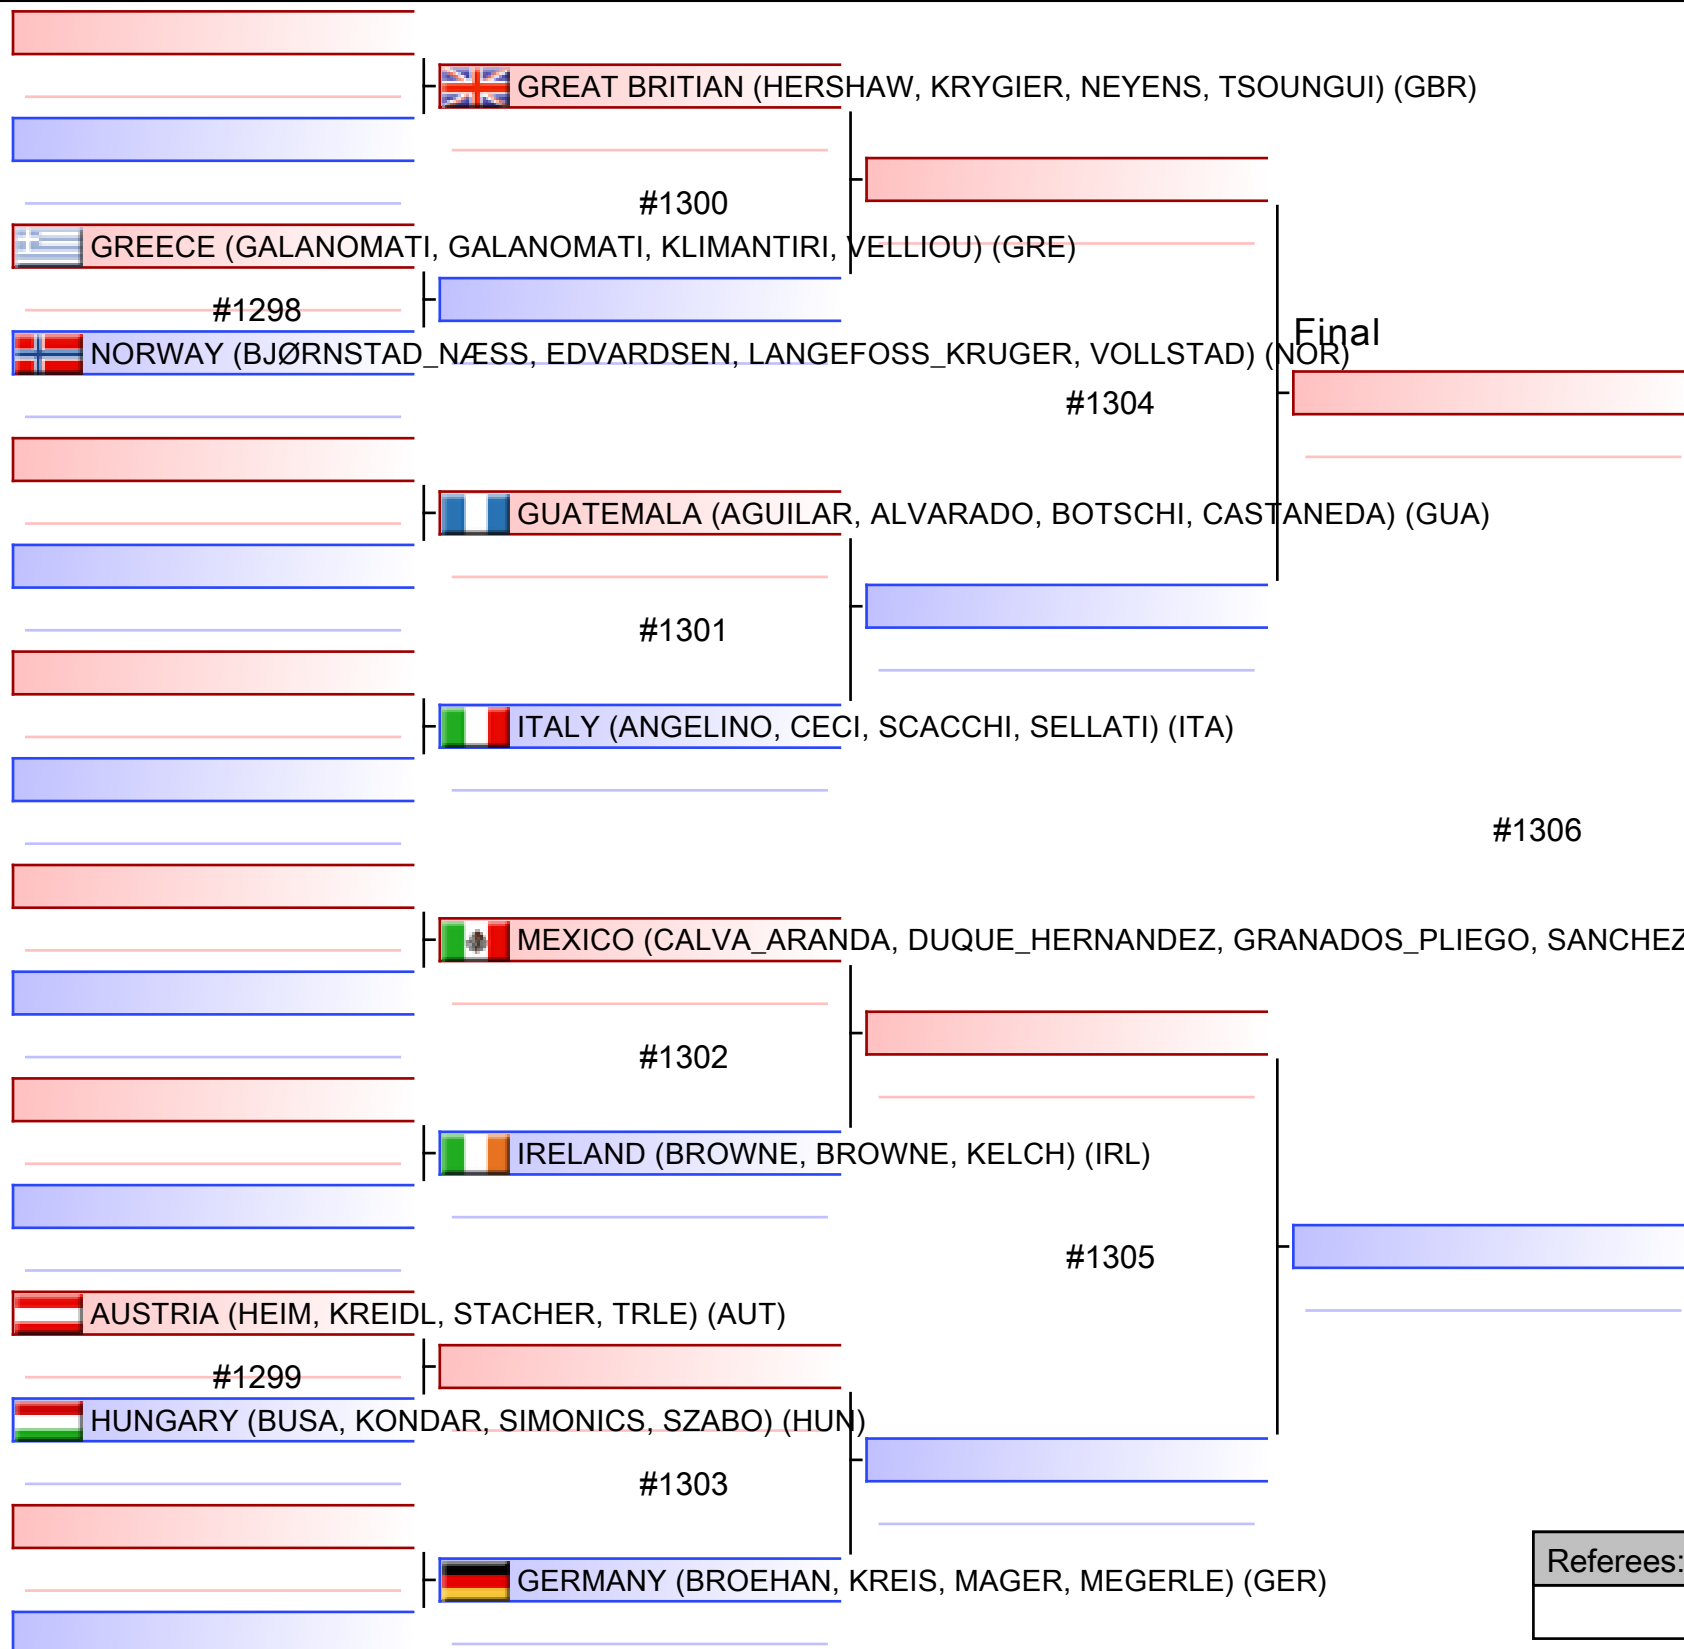 GREAT BRITIAN (HERSHAW, KRYGIER, NEYENS, TSOUNGUI) (GBR)
#1300
GREECE (GALANOMATI, GALANOMATI, KLIMANTIRI, VELLIOU) (GRE)
#1298
Final
NORWAY (BJØRNSTAD_NÆSS, EDVARDSEN, LANGEFOSS_KRUGER, VOLLSTAD) (NOR)
#1304
GUATEMALA (AGUILAR, ALVARADO, BOTSCHI, CASTANEDA) (GUA)
#1301
ITALY (ANGELINO, CECI, SCACCHI, SELLATI) (ITA)
#1306
MEXICO (CALVA_ARANDA, DUQUE_HERNANDEZ, GRANADOS_PLIEGO, SANCHEZ
#1302
IRELAND (BROWNE, BROWNE, KELCH) (IRL)
#1305
AUSTRIA (HEIM, KREIDL, STACHER, TRLE) (AUT)
#1299
HUNGARY (BUSA, KONDAR, SIMONICS, SZABO) (HUN)
#1303
Referees:
GERMANY (BROEHAN, KREIS, MAGER, MEGERLE) (GER)